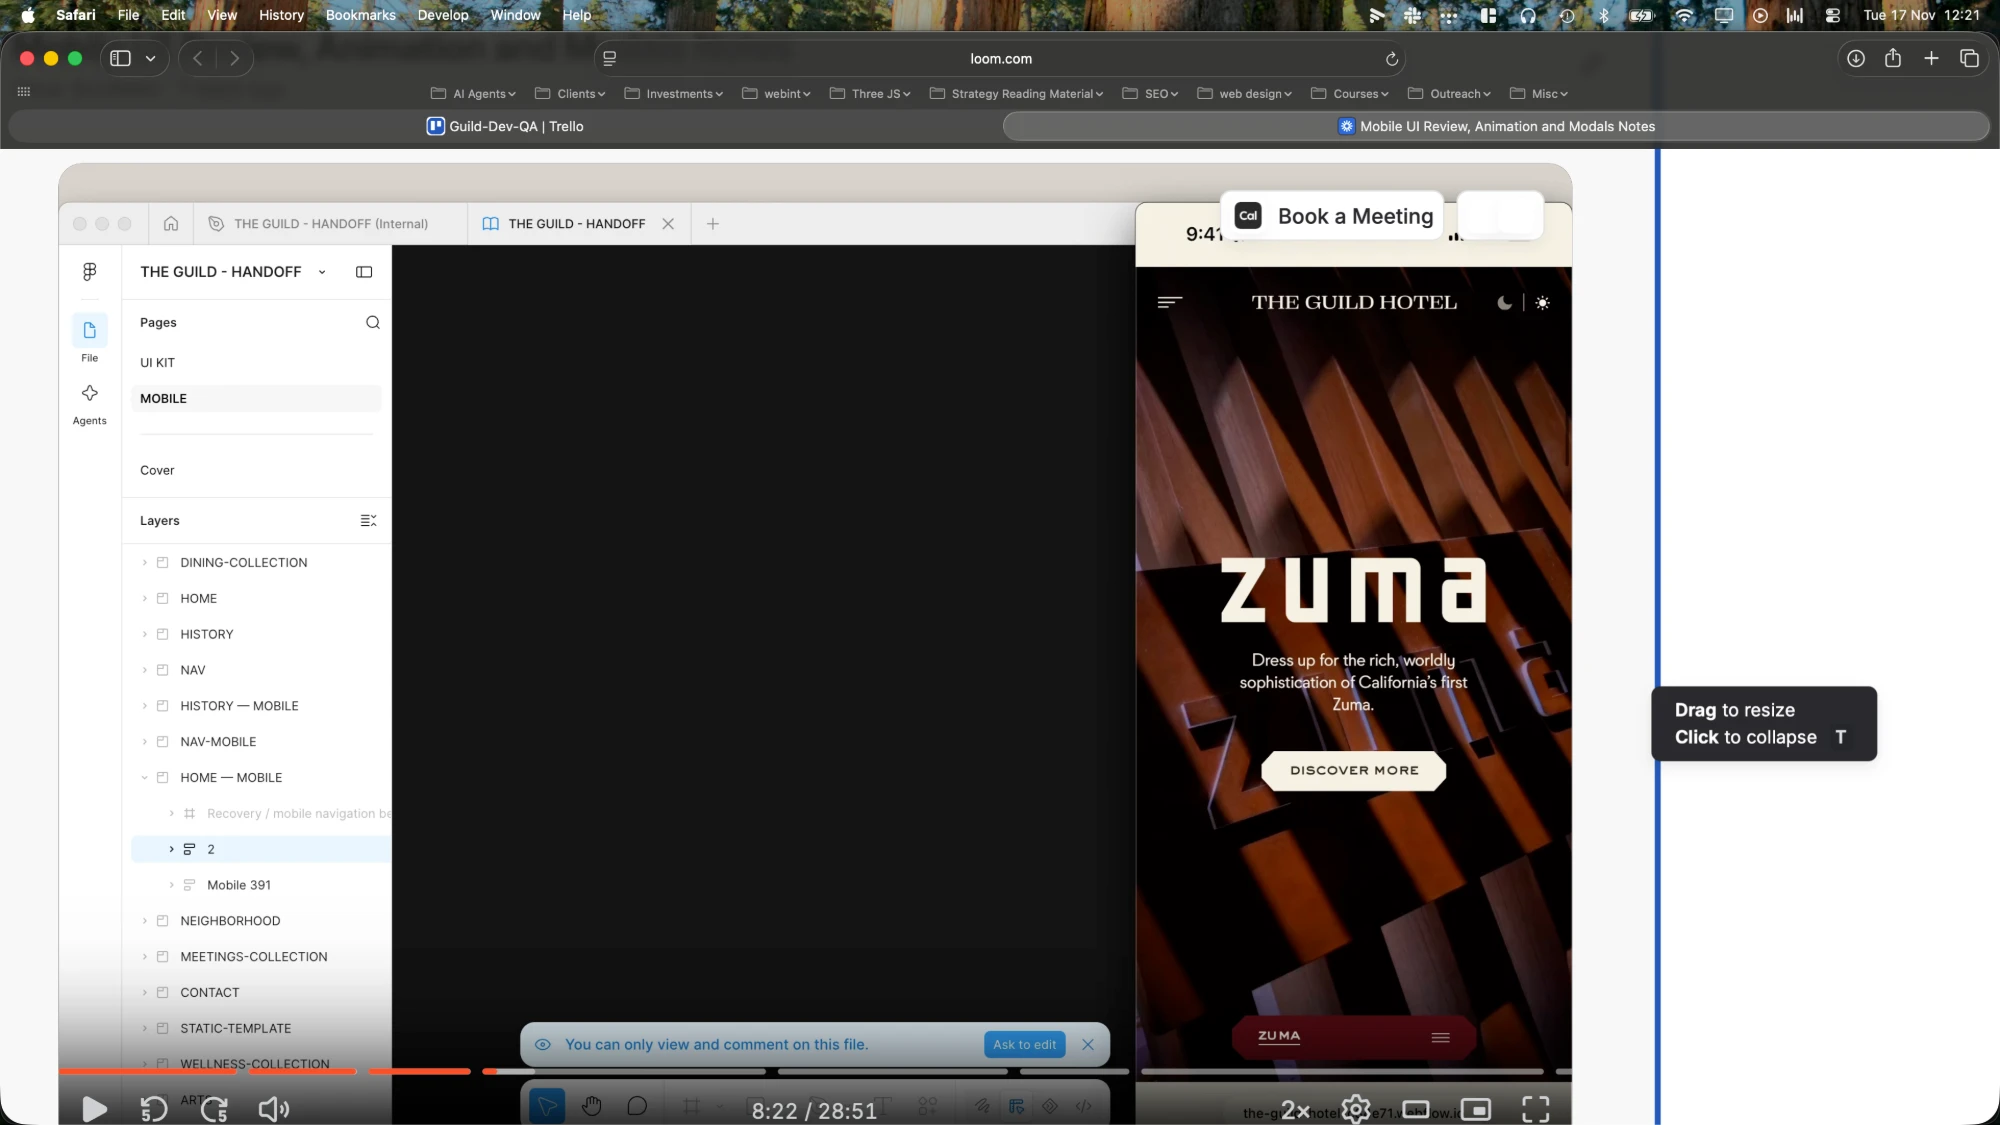 Safari File Edit View History Bookmarks Develop Window Help Tue 17 Nov 12:21
loom.com
AI Agents Clients Investments webint Three JS Strategy Reading Material SEO web design Courses Outreach Misc
Guild-Dev-QA | Trello
Mobile UI Review, Animation and Modals Notes
THE GUILD - HANDOFF (Internal)
THE GUILD - HANDOFF
Cal Book a Meeting
9:41
THE GUILD - HANDOFF
THE GUILD HOTEL
Pages
File
UI KIT
MOBILE
Agents
Cover
Layers
DINING-COLLECTION
HOME
HISTORY
NAV
HISTORY — MOBILE
NAV-MOBILE
HOME — MOBILE
Recovery / mobile navigation be
2
Mobile 391
NEIGHBORHOOD
MEETINGS-COLLECTION
CONTACT
STATIC-TEMPLATE
WELLNESS-COLLECTION
ZUMA
Dress up for the rich, worldly
sophistication of California's first
Zuma.
DISCOVER MORE
ZUMA
Drag to resize
Click to collapse T
You can only view and comment on this file.
Ask to edit
5 5
8:22 / 28:51
2x